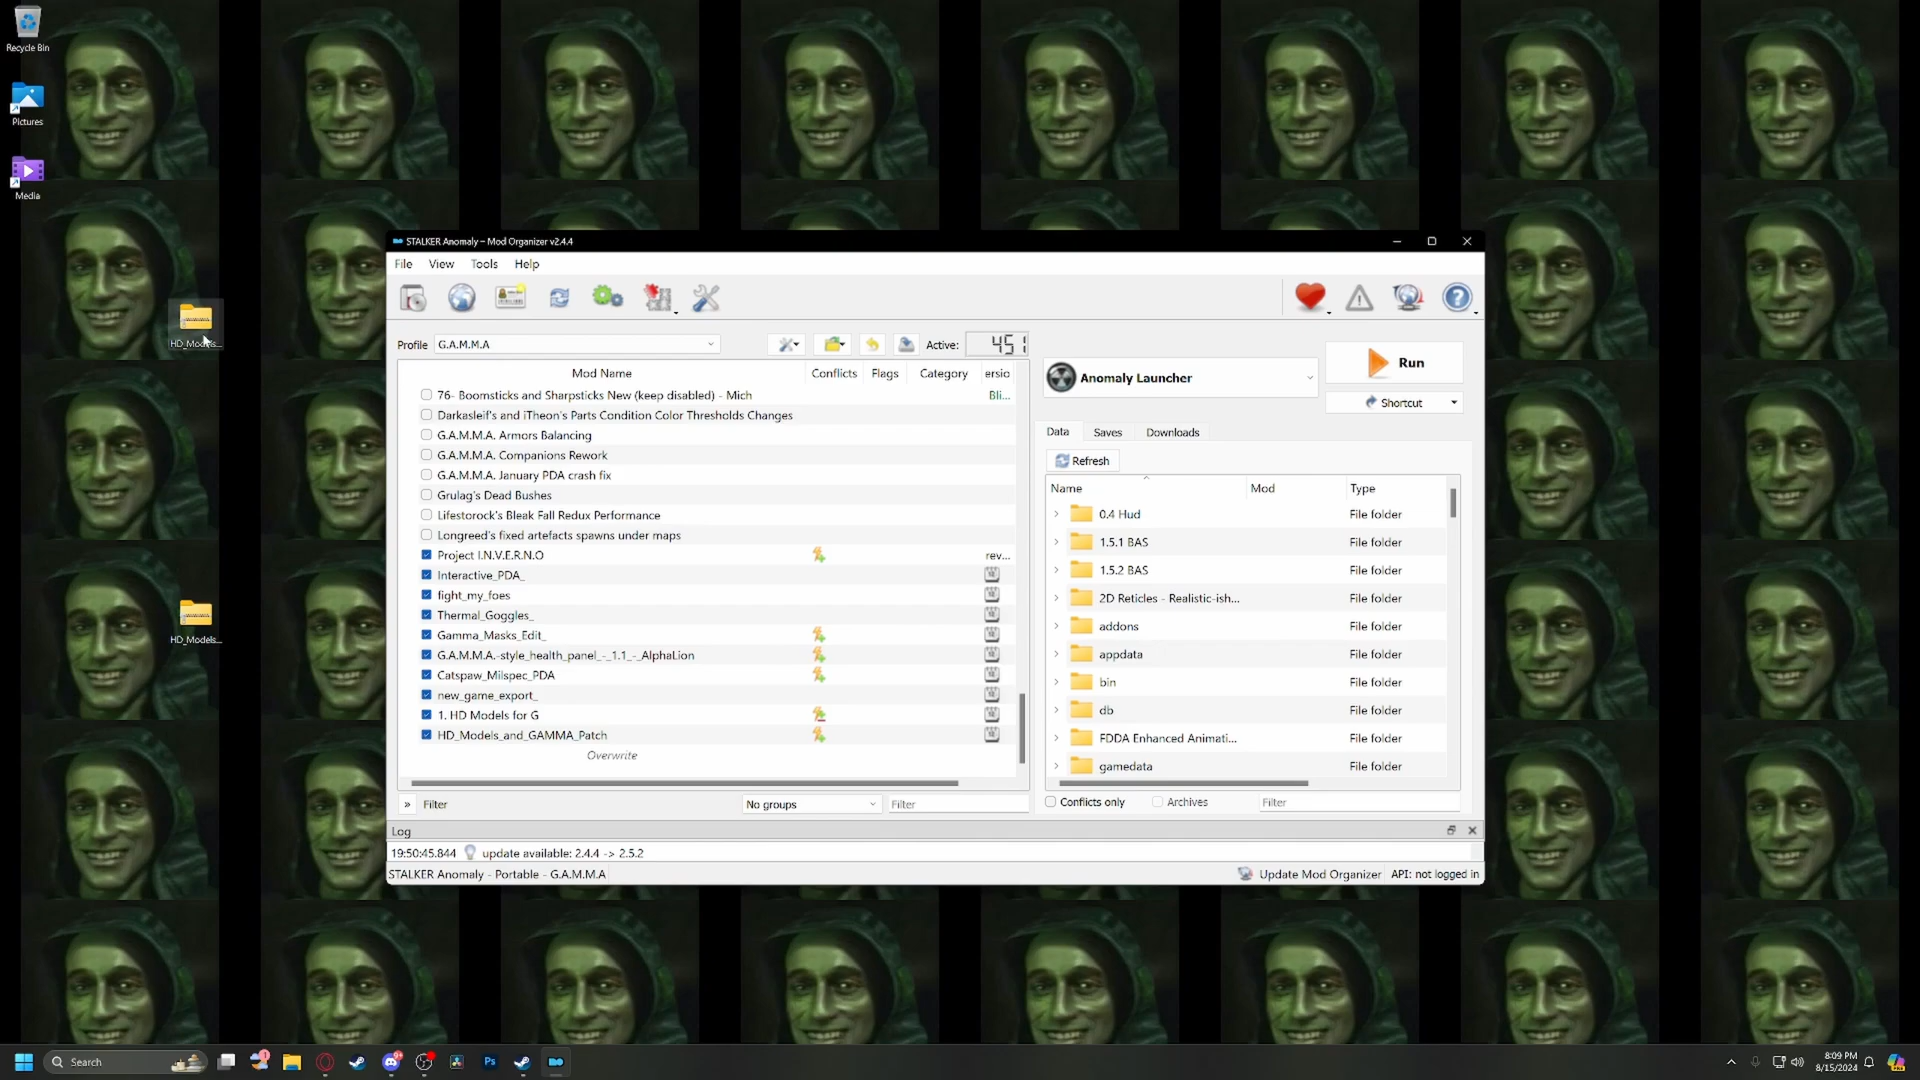 Recycle Bin
Pictures
Media
HD_Models...
HD_Models...
STALKER Anomaly – Mod Organizer v2.4.4
File View Tools Help
Profile G.A.M.M.A Active: 451
Mod Name Conflicts Flags Category ersio
76- Boomsticks and Sharpsticks New (keep disabled) - Mich Bli...
Darkasleif's and iTheon's Parts Condition Color Thresholds Changes
G.A.M.M.A. Armors Balancing
G.A.M.M.A. Companions Rework
G.A.M.M.A. January PDA crash fix
Grulag's Dead Bushes
Lifestorock's Bleak Fall Redux Performance
Longreed's fixed artefacts spawns under maps
Project I.N.V.E.R.N.O rev...
Interactive_PDA_
fight_my_foes
Thermal_Goggles_
Gamma_Masks_Edit_
G.A.M.M.A.-style_health_panel_-_1.1_-_AlphaLion
Catspaw_Milspec_PDA
new_game_export_
1. HD Models for G
HD_Models_and_GAMMA_Patch
Overwrite
» Filter No groups Filter
Anomaly Launcher
Run
Shortcut
Data Saves Downloads
Refresh
Name Mod Type
0.4 Hud File folder
1.5.1 BAS File folder
1.5.2 BAS File folder
2D Reticles - Realistic-ish... File folder
addons File folder
appdata File folder
bin File folder
db File folder
FDDA Enhanced Animati... File folder
gamedata File folder
Conflicts only Archives Filter
Log
19:50:45.844 update available: 2.4.4 -> 2.5.2
STALKER Anomaly - Portable - G.A.M.M.A Update Mod Organizer API: not logged in
Search
Ps
8:09 PM
8/15/2024